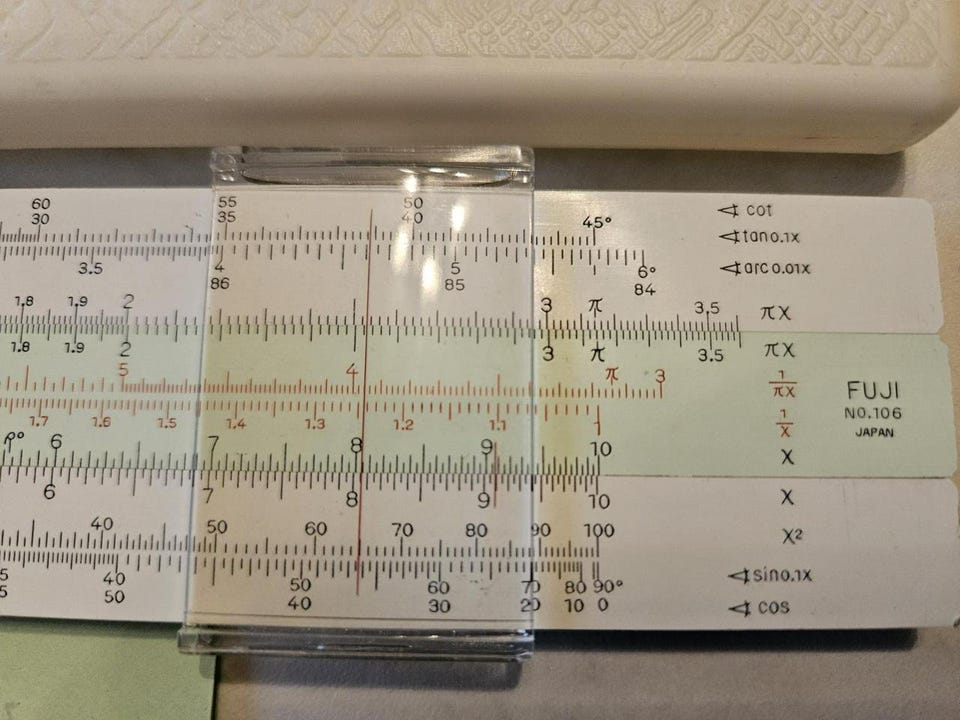 60 55 50
30 35 40 45° ∢ cot
∢ tan 0.1x
3.5 4 5 6° ∢ arc 0.01x
86 85 84
1.8 1.9 2 3 π 3.5 πx
1.8 1.9 2 3 π 3.5 πx
5 4 π 3 1/πx
FUJI
1.7 1.6 1.5 1.4 1.3 1.2 1.1 1 1/x
NO.106
JAPAN
ρ° 6 7 8 9 10 x
6 7 8 9 10 x
40 50 60 70 80 90 100 x²
5 40 50 60 70 80 90° ∢ sin 0.1x
5 50 40 30 20 10 0 ∢ cos